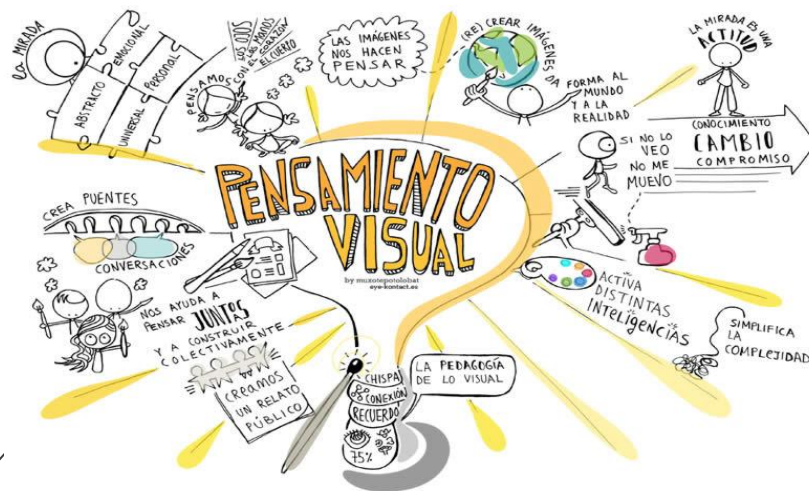 la MIRADA
ABSTRACTO
EMOCIONAL
UNIVERSAL
PERSONAL
PENSAMOS
CON
LOS OJOS
LAS MANOS
EL CORAZÓN
EL CUERPO
LAS IMÁGENES
NOS HACEN
PENSAR
(RE) CREAR IMÁGENES DA
FORMA AL
MUNDO
Y A LA
REALIDAD
LA MIRADA ES UNA
ACTITUD
CONOCIMIENTO
CAMBIO
COMPROMISO
SI NO LO
VEO
NO ME
MUEVO
PENSAMIENTO
VISUAL
by muxotepotolobat
eye-kontact.es
CREA PUENTES
CONVERSACIONES
NOS AYUDA A
PENSAR JUNTAS
Y A CONSTRUIR
COLECTIVAMENTE
CREAMOS
UN RELATO
PÚBLICO
ACTIVA
DISTINTAS
INTELIGENCIAS
SIMPLIFICA
LA
COMPLEJIDAD
CHISPA
CONEXIÓN
RECUERDO
75%
LA PEDAGOGÍA
DE LO VISUAL